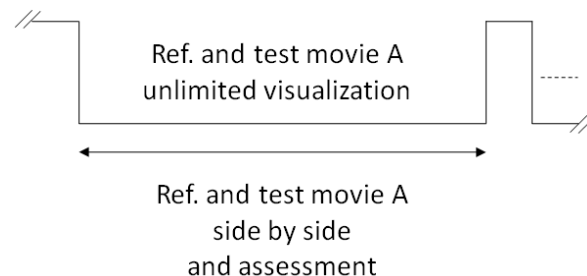 Ref. and test movie A
unlimited visualization
Ref. and test movie A
side by side
and assessment